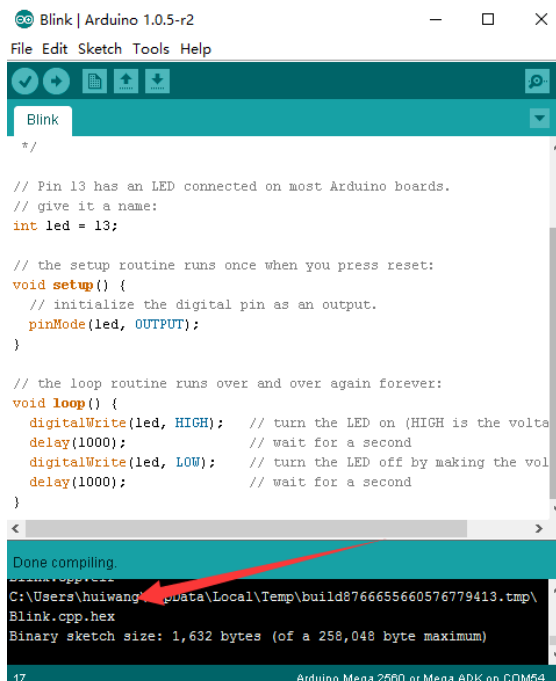 Blink | Arduino 1.0.5-r2
File Edit Sketch Tools Help
Blink
*/
// Pin 13 has an LED connected on most Arduino boards.
// give it a name:
int led = 13;
// the setup routine runs once when you press reset:
void setup() {
// initialize the digital pin as an output.
pinMode(led, OUTPUT);
}
// the loop routine runs over and over again forever:
void loop() {
digitalWrite(led, HIGH); // turn the LED on (HIGH is the volta
delay(1000); // wait for a second
digitalWrite(led, LOW); // turn the LED off by making the vol
delay(1000); // wait for a second
}
Done compiling.
C:\Users\huiwang\AppData\Local\Temp\build8766655660576779413.tmp\
Blink.cpp.hex
Binary sketch size: 1,632 bytes (of a 258,048 byte maximum)
17 Arduino Mega 2560 or Mega ADK on COM54